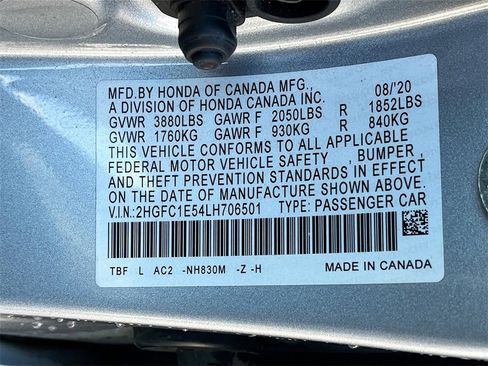 MFD.BY HONDA OF CANADA MFG., 08/'20
A DIVISION OF HONDA CANADA INC.
GVWR 3880LBS GAWR F 2050LBS R 1852LBS
GVWR 1760KG GAWR F 930KG R 840KG
THIS VEHICLE CONFORMS TO ALL APPLICABLE
FEDERAL MOTOR VEHICLE SAFETY , BUMPER ,
AND THEFT PREVENTION STANDARDS IN EFFECT
ON THE DATE OF MANUFACTURE SHOWN ABOVE.
V.I.N.: 2HGFC1E54LH706501 TYPE: PASSENGER CAR
TBF L AC2 -NH830M -Z -H MADE IN CANADA